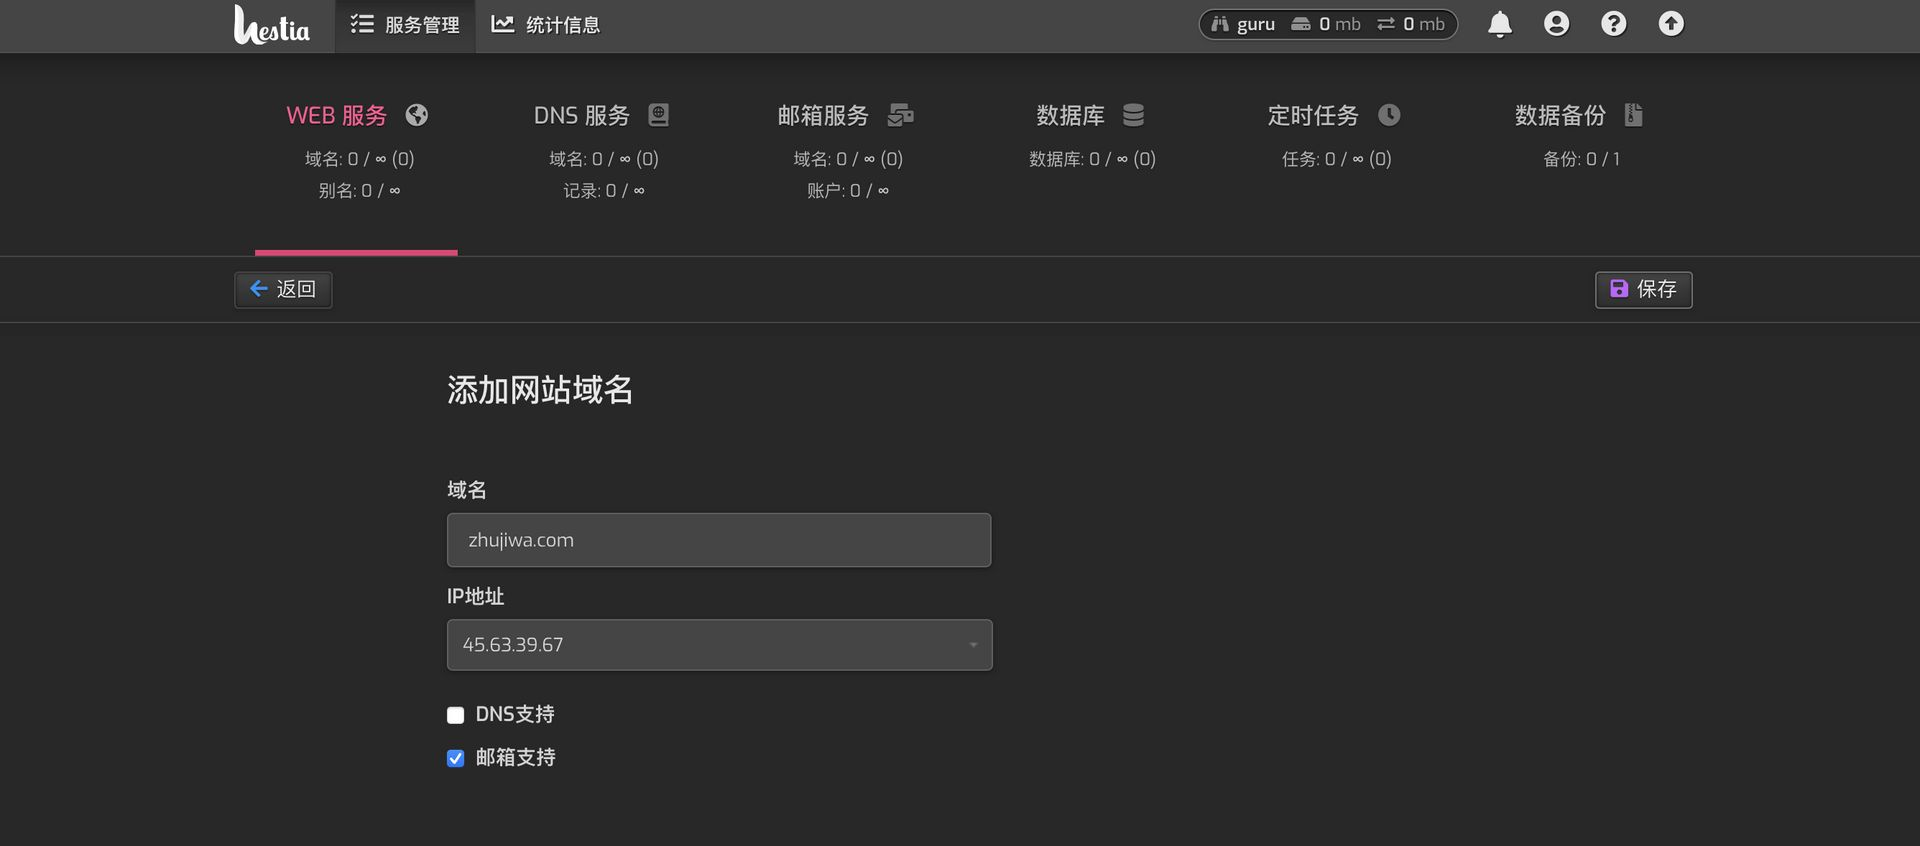 hestia 服务管理 统计信息 guru 0 mb 0 mb
WEB 服务 DNS 服务 邮箱服务 数据库 定时任务 数据备份
域名: 0 / ∞ (0) 域名: 0 / ∞ (0) 域名: 0 / ∞ (0) 数据库: 0 / ∞ (0) 任务: 0 / ∞ (0) 备份: 0 / 1
别名: 0 / ∞ 记录: 0 / ∞ 账户: 0 / ∞
返回 保存
添加网站域名
域名
zhujiwa.com
IP地址
45.63.39.67
DNS支持
邮箱支持